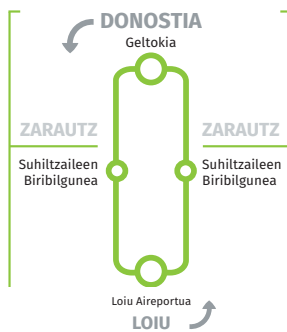 DONOSTIA
Geltokia
ZARAUTZ
Suhiltzaileen
Biribilgunea
ZARAUTZ
Suhiltzaileen
Biribilgunea
Loiu Aireportua
LOIU